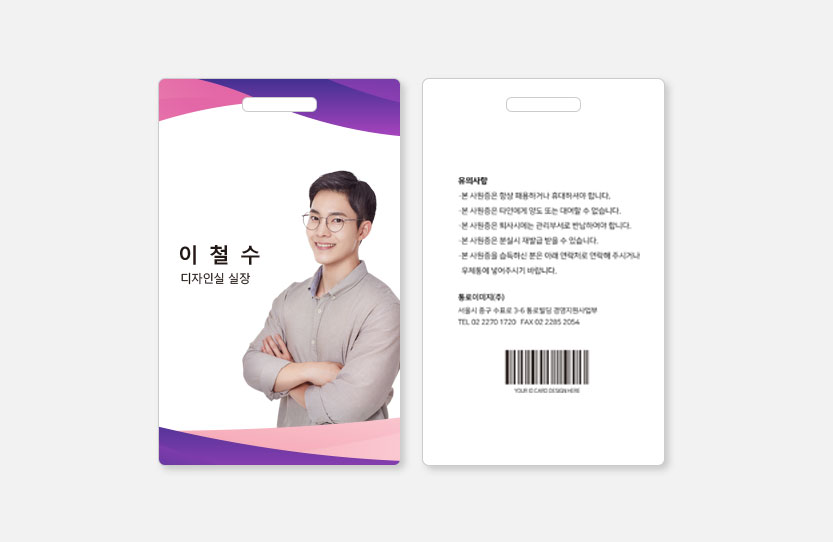 이 철 수
디자인실 실장
유의사항
·본 사원증은 항상 패용하거나 휴대하셔야 합니다.
·본 사원증은 타인에게 양도 또는 대여할 수 없습니다.
·본 사원증은 퇴사시에는 관리부서로 반납하여야 합니다.
·본 사원증은 분실시 재발급 받을 수 있습니다.
·본 사원증을 습득하신 분은 아래 연락처로 연락해 주시거나
우체통에 넣어주시기 바랍니다.
통로이미지(주)
서울시 중구 수표로 3-6 통로빌딩 경영지원사업부
TEL 02 2270 1720 FAX 02 2285 2054
YOUR ID CARD DESIGN HERE